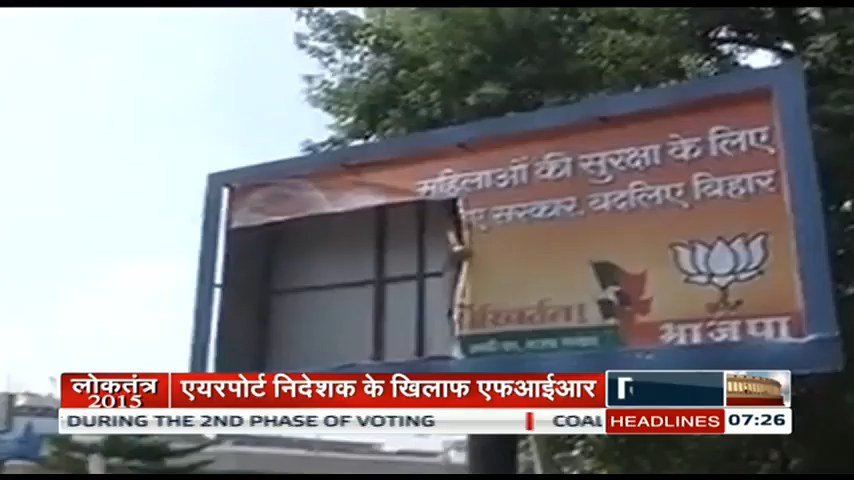 महिलाओं की सुरक्षा के लिए
सरकार, बदलिए बिहार
भाजपा
लोकतंत्र
2015
एयरपोर्ट निदेशक के खिलाफ एफआईआर
DURING THE 2ND PHASE OF VOTING
COAL
HEADLINES
07:26